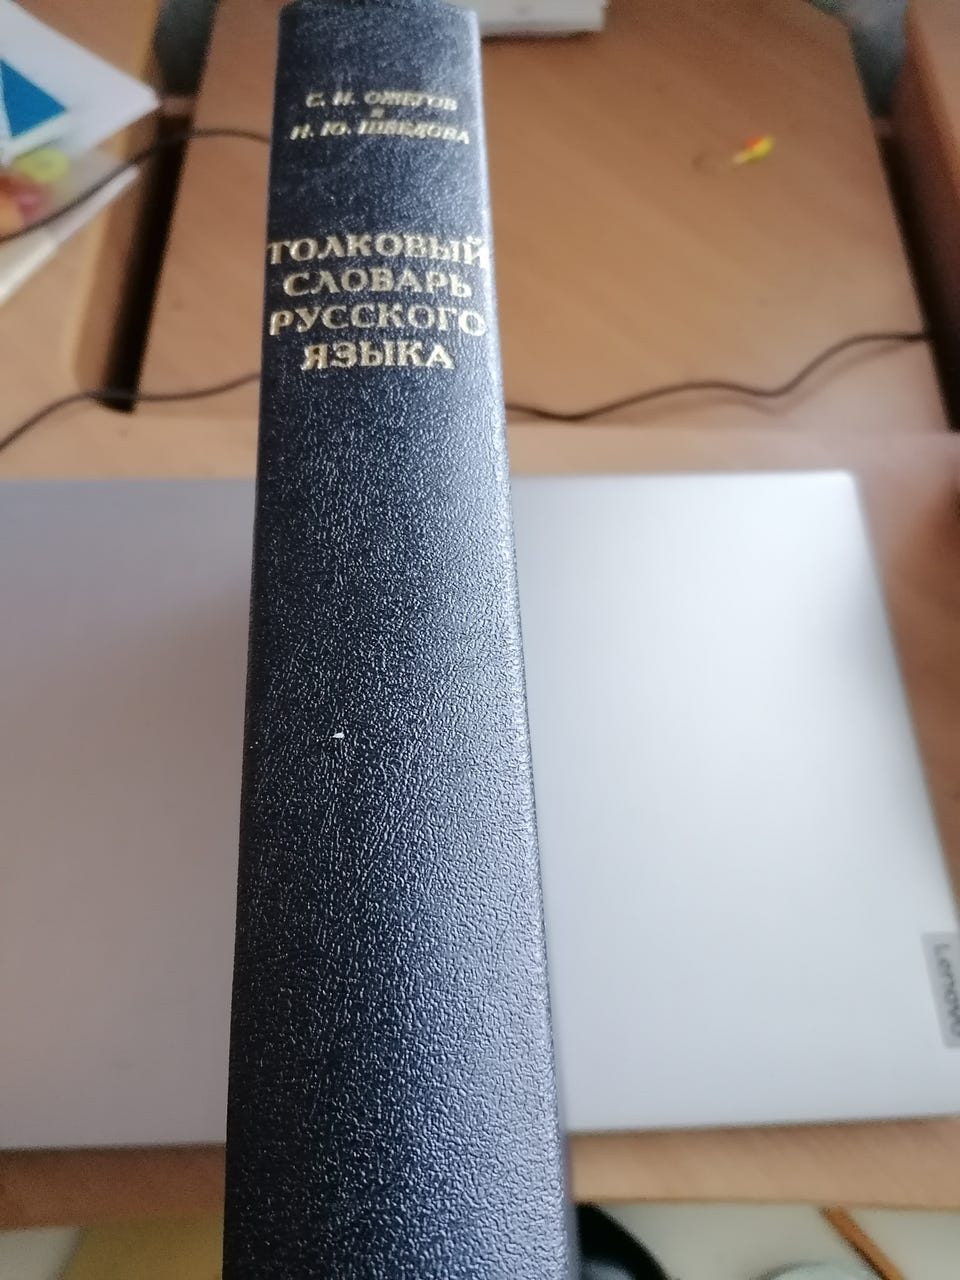 С. И. ОЖЕГОВ
и
Н. Ю. ШВЕДОВА
ТОЛКОВЫЙ
СЛОВАРЬ
РУССКОГО
ЯЗЫКА
Lenovo